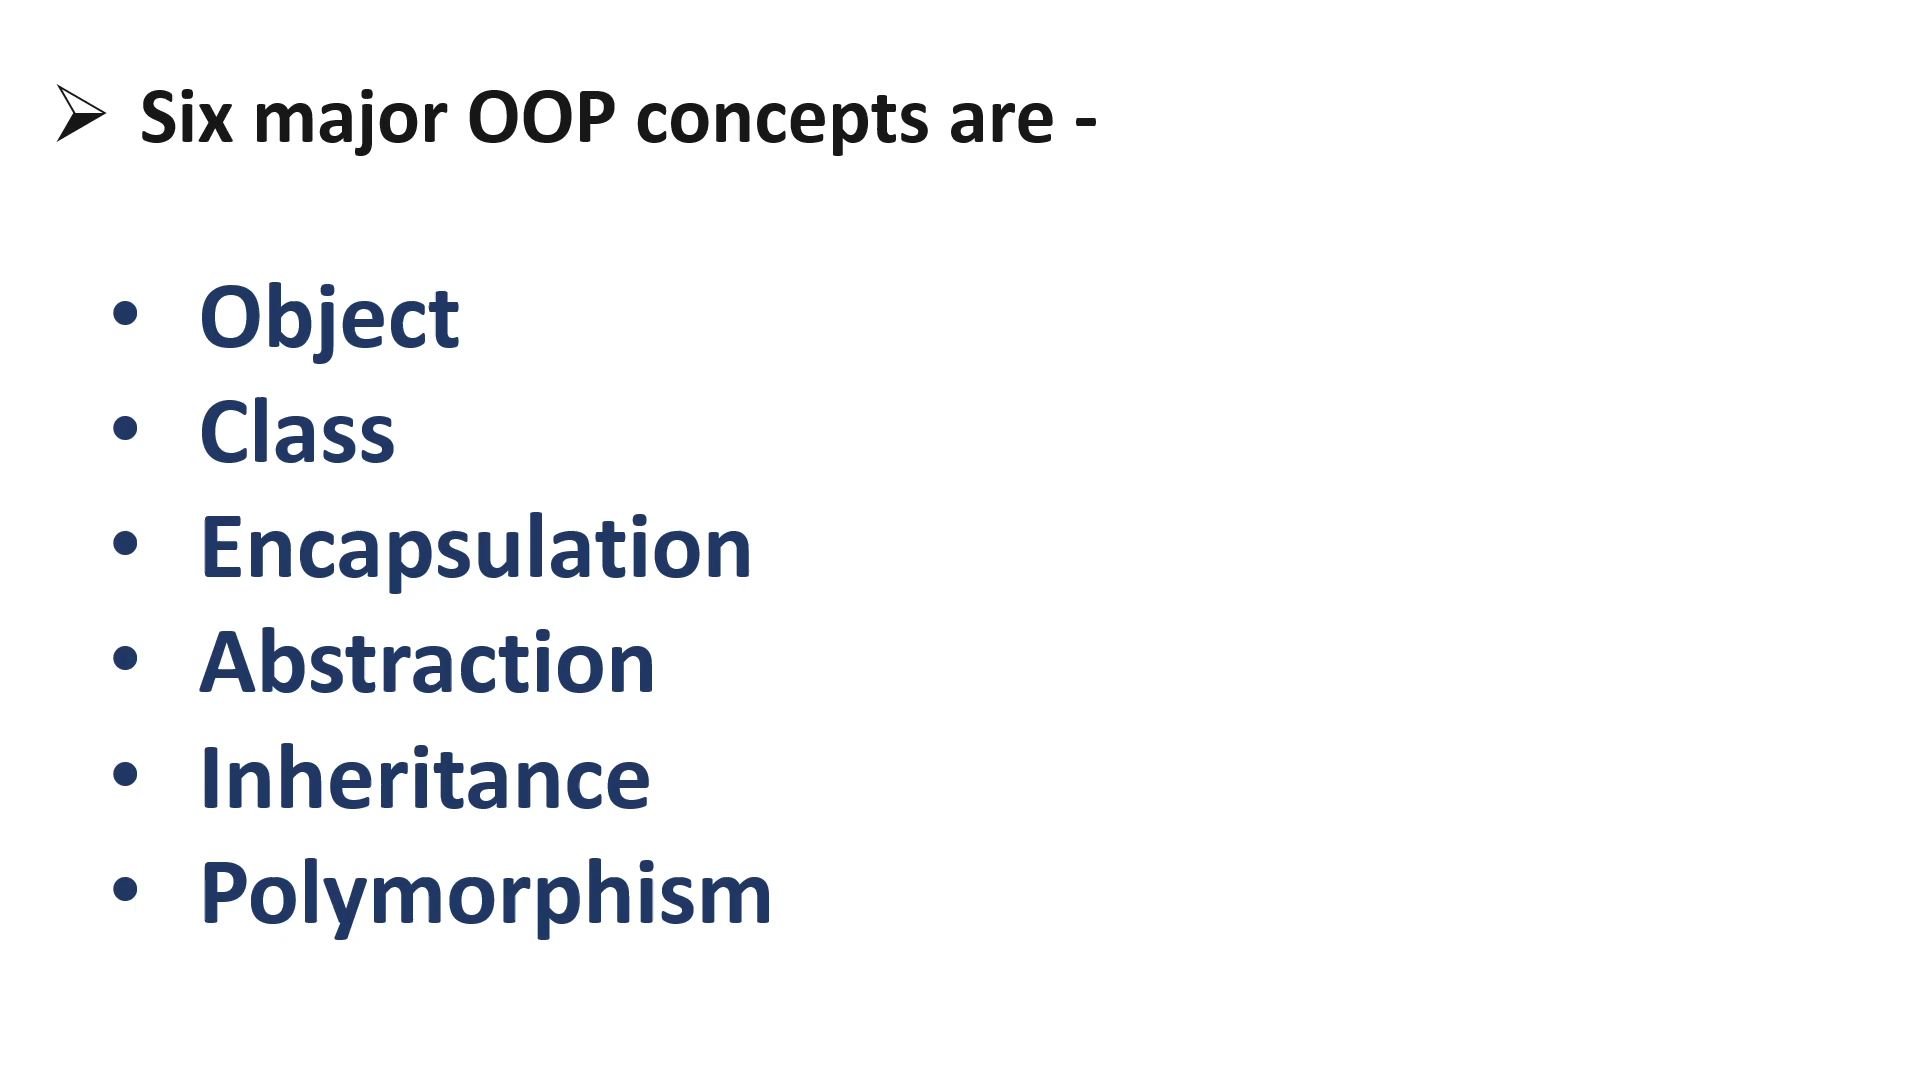 ➢ Six major OOP concepts are -
• Object
• Class
• Encapsulation
• Abstraction
• Inheritance
• Polymorphism